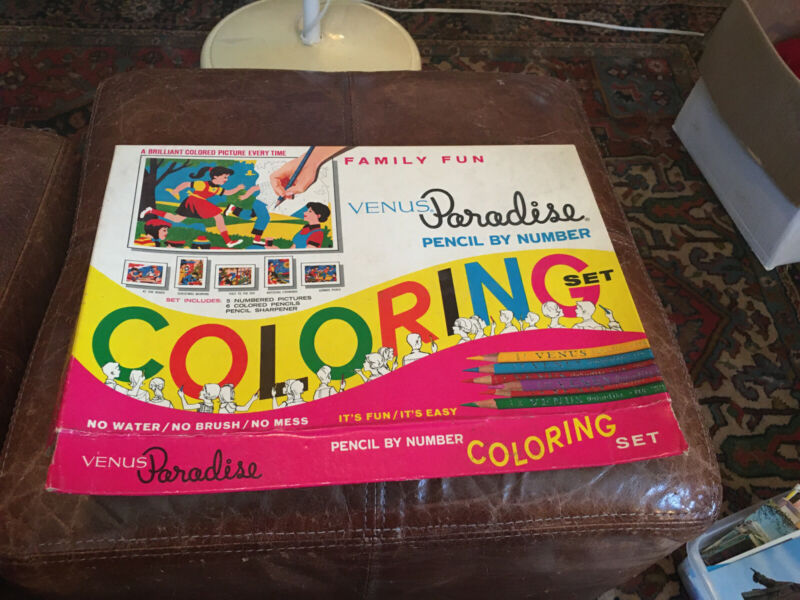 A BRILLIANT COLORED PICTURE EVERY TIME
FAMILY FUN
VENUS® Paradise®
PENCIL BY NUMBER
COLORING SET
SET INCLUDES: 5 NUMBERED PICTURES
6 COLORED PENCILS
PENCIL SHARPENER
VENUS
VENUS
NO WATER/NO BRUSH/NO MESS
IT'S FUN/IT'S EASY
VENUS Paradise
PENCIL BY NUMBER
COLORING SET